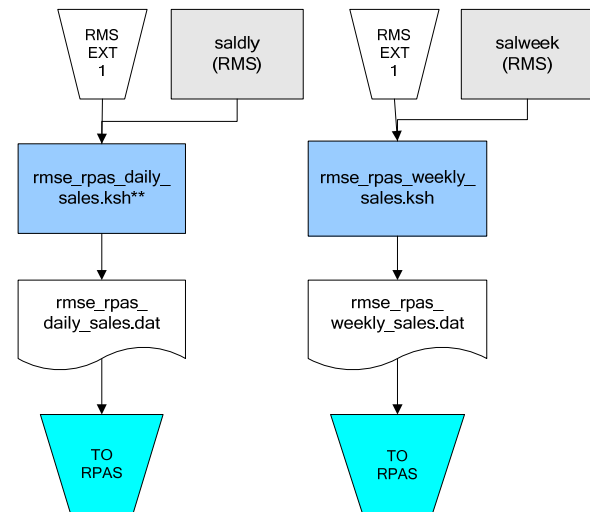 RMS
EXT
1
saldly
(RMS)
RMS
EXT
1
salweek
(RMS)
rmse_rpas_daily_
sales.ksh**
rmse_rpas_weekly_
sales.ksh
rmse_rpas_
daily_sales.dat
rmse_rpas_
weekly_sales.dat
TO
RPAS
TO
RPAS